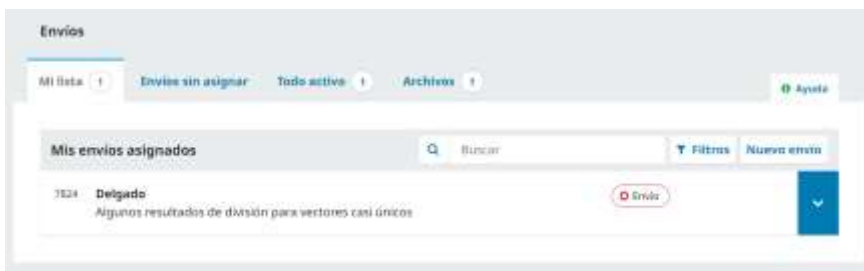 Envíos
Mi lista 1 Envíos sin asignar Todo activo 1 Archivos 1 Ayuda
Mis envíos asignados Buscar Filtros Nuevo envío
7824 Delgado Envío
Algunos resultados de división para vectores casi únicos